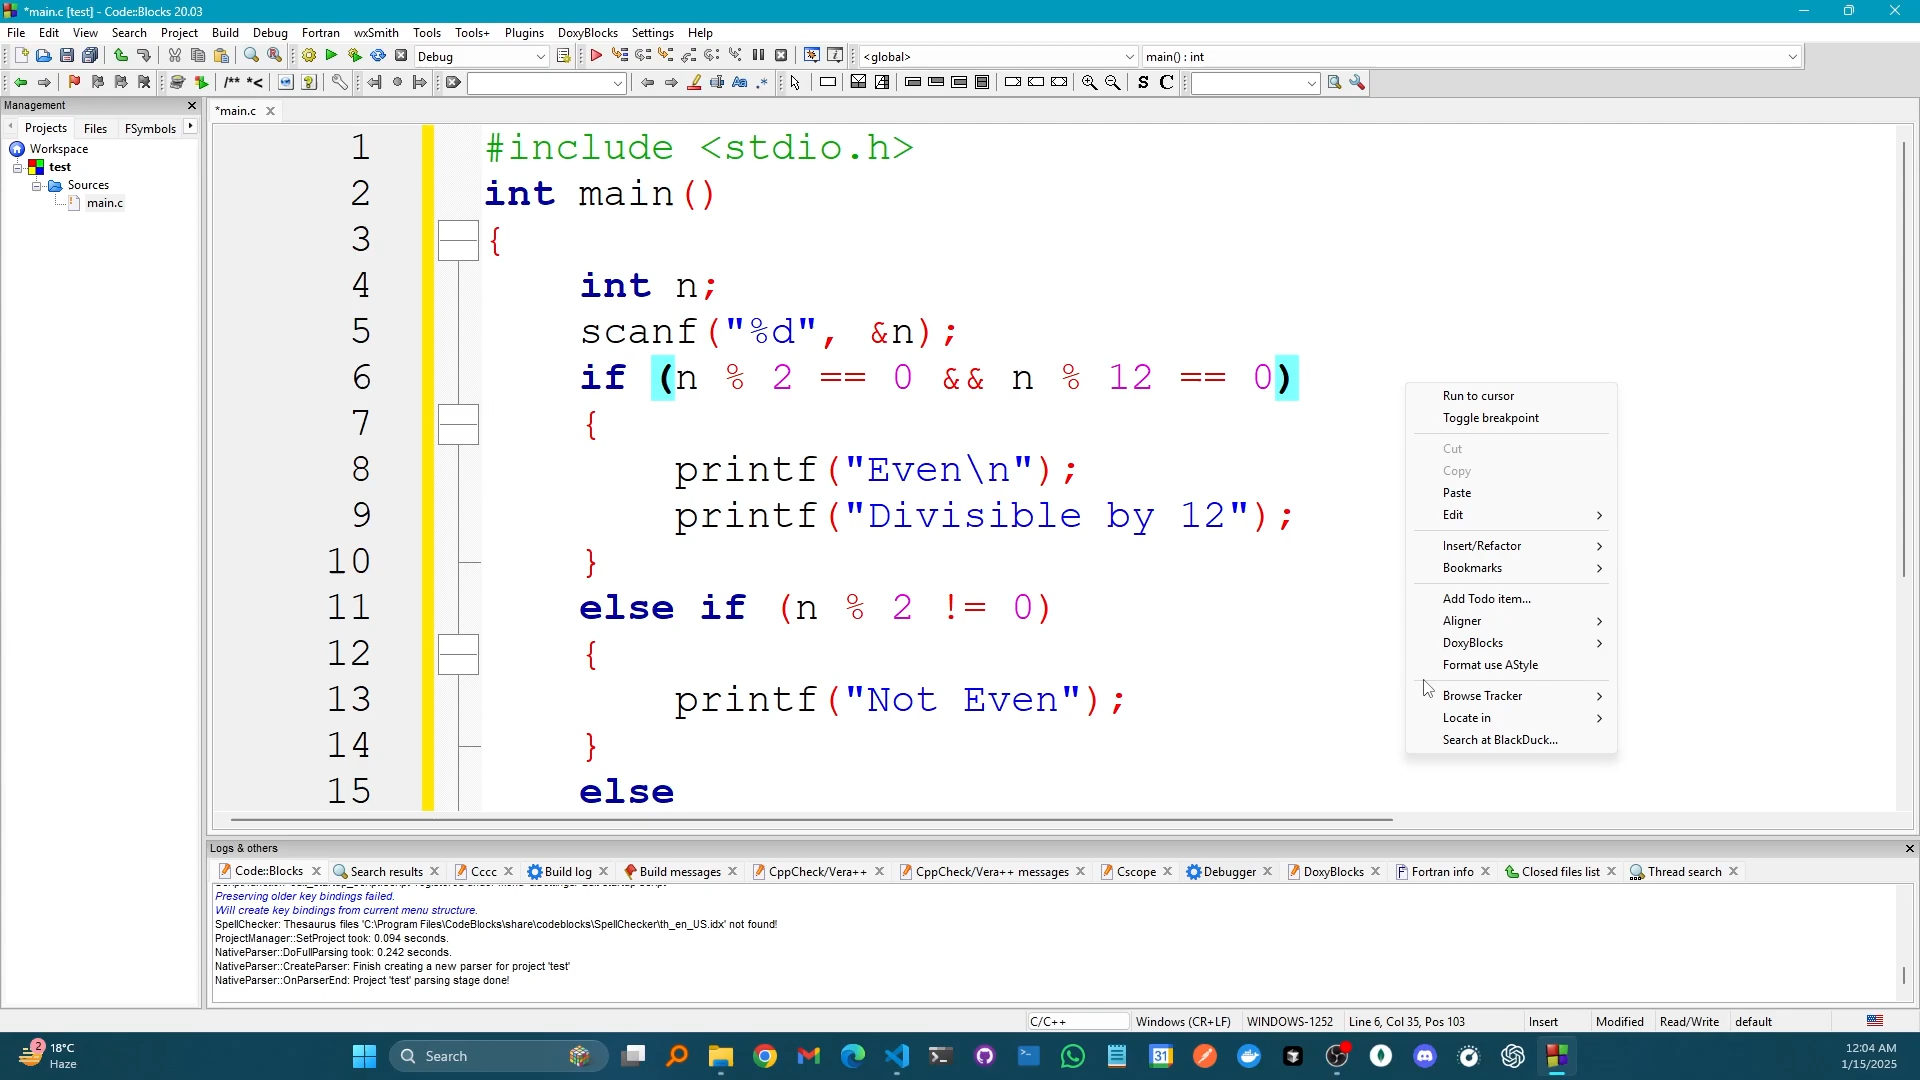 *main.c [test] - Code::Blocks 20.03
File Edit View Search Project Build Debug Fortran wxSmith Tools Tools+ Plugins DoxyBlocks Settings Help
Debug
<global>
main() : int
/** *<
S C
Management
Projects Files FSymbols
Workspace
test
Sources
main.c
*main.c
1 #include <stdio.h>
2 int main()
3 {
4 int n;
5 scanf("%d", &n);
6 if (n % 2 == 0 && n % 12 == 0)
7 {
8 printf("Even\n");
9 printf("Divisible by 12");
10 }
11 else if (n % 2 != 0)
12 {
13 printf("Not Even");
14 }
15 else
Run to cursor
Toggle breakpoint
Cut
Copy
Paste
Edit
Insert/Refactor
Bookmarks
Add Todo item...
Aligner
DoxyBlocks
Format use AStyle
Browse Tracker
Locate in
Search at BlackDuck...
Logs & others
Code::Blocks Search results Cccc Build log Build messages CppCheck/Vera++ CppCheck/Vera++ messages Cscope Debugger DoxyBlocks Fortran info Closed files list Thread search
Preserving older key bindings failed.
Will create key bindings from current menu structure.
SpellChecker: Thesaurus files 'C:\Program Files\CodeBlocks\share\codeblocks\SpellChecker\th_en_US.idx' not found!
ProjectManager::SetProject took: 0.094 seconds.
NativeParser::DoFullParsing took: 0.242 seconds.
NativeParser::CreateParser: Finish creating a new parser for project 'test'
NativeParser::OnParserEnd: Project 'test' parsing stage done!
C/C++ Windows (CR+LF) WINDOWS-1252 Line 6, Col 35, Pos 103 Insert Modified Read/Write default
2
18°C
Haze
Search
31
12:04 AM
1/15/2025